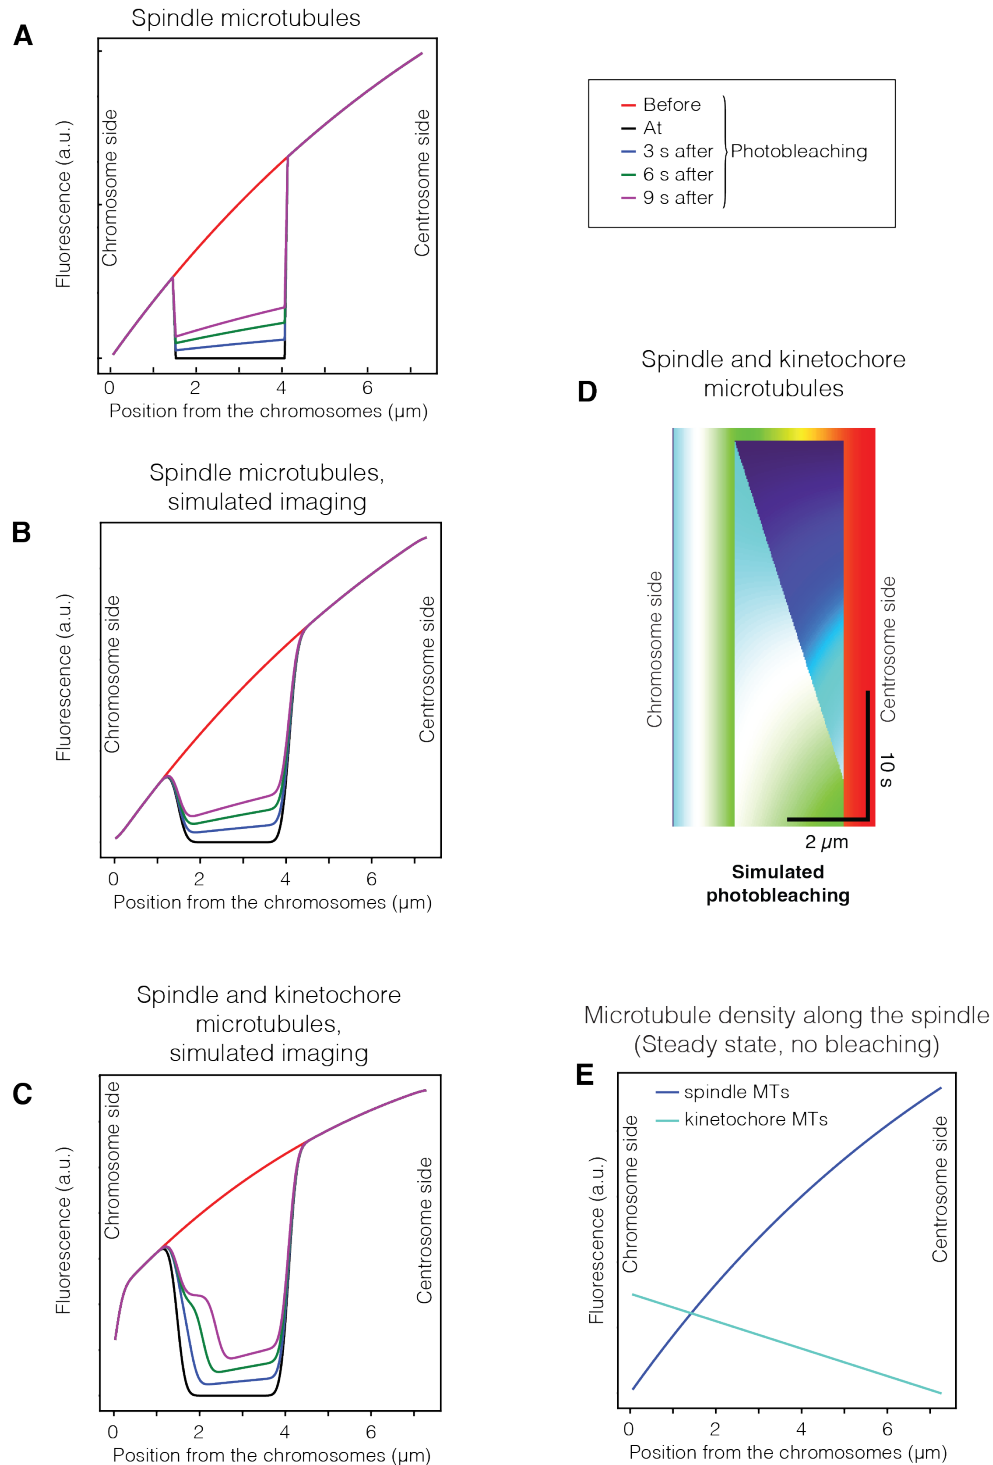 A
Spindle microtubules
Fluorescence (a.u.)
Chromosome side
Centrosome side
0 2 4 6
Position from the chromosomes (µm)
Before
At
3 s after
6 s after
9 s after
Photobleaching
B
Spindle microtubules,
simulated imaging
Fluorescence (a.u.)
Chromosome side
Centrosome side
0 2 4 6
Position from the chromosomes (µm)
C
Spindle and kinetochore
microtubules,
simulated imaging
Fluorescence (a.u.)
Chromosome side
Centrosome side
0 2 4 6
Position from the chromosomes (µm)
D
Spindle and kinetochore
microtubules
Chromosome side
Centrosome side
10 s
2 µm
Simulated
photobleaching
Microtubule density along the spindle
(Steady state, no bleaching)
E
spindle MTs
kinetochore MTs
Fluorescence (a.u.)
Chromosome side
Centrosome side
0 2 4 6
Position from the chromosomes (µm)